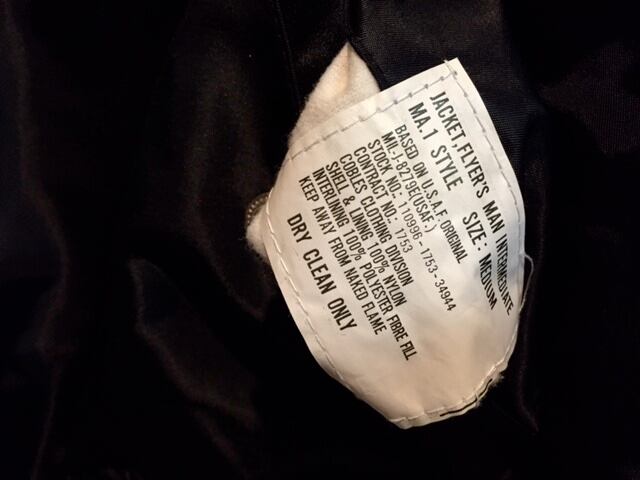 JACKET,FLYER'S MAN INTERMEDIATE
MA.1 STYLE SIZE: MEDIUM
BASED ON U.S.A.F. ORIGINAL
MIL-J-8279E(USAF.)
STOCK NO.: 110996-1753-34944
CONTRACT NO.: 1753
COBLES CLOTHING DIVISION
SHELL & LINING 100% NYLON
INTERLINING 100% POLYESTER FIBRE FILL
KEEP AWAY FROM NAKED FLAME
DRY CLEAN ONLY